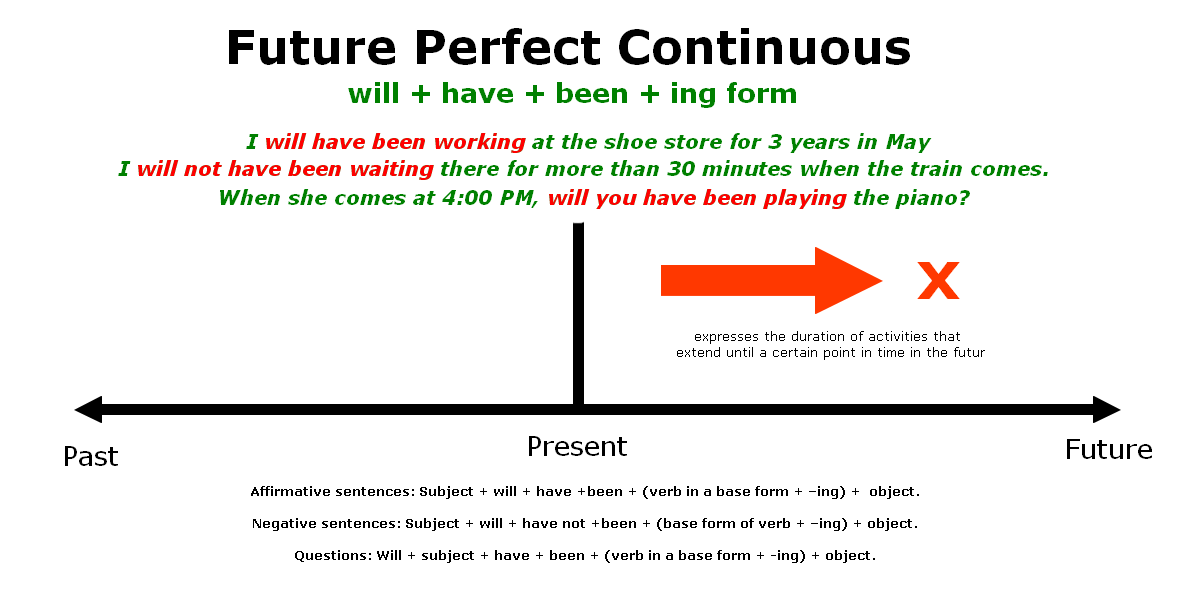 Future Perfect Continuous
will + have + been + ing form
I will have been working at the shoe store for 3 years in May
I will not have been waiting there for more than 30 minutes when the train comes.
When she comes at 4:00 PM, will you have been playing the piano?
X
expresses the duration of activities that
extend until a certain point in time in the futur
Past
Present
Future
Affirmative sentences: Subject + will + have +been + (verb in a base form + –ing) +  object.
Negative sentences: Subject + will + have not +been + (base form of verb + –ing) + object.
Questions: Will + subject + have + been + (verb in a base form + -ing) + object.